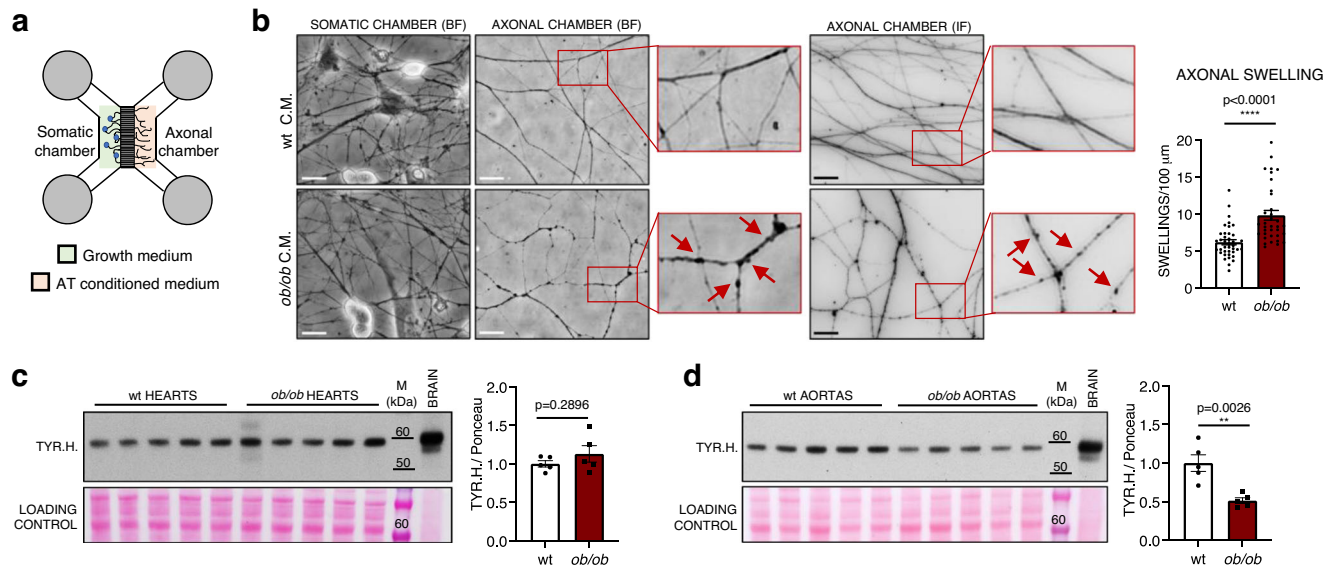 a
Somatic
chamber
Axonal
chamber
Growth medium
AT conditioned medium
b
SOMATIC CHAMBER (BF)
AXONAL CHAMBER (BF)
AXONAL CHAMBER (IF)
wt C.M.
ob/ob C.M.
AXONAL SWELLING
p<0.0001
****
SWELLINGS/100 μm
20
15
10
5
0
wt
ob/ob
c
wt HEARTS
ob/ob HEARTS
M
(kDa)
BRAIN
TYR.H.
60
50
LOADING
CONTROL
60
TYR.H./ Ponceau
2.0
1.5
1.0
0.5
0.0
p=0.2896
wt
ob/ob
d
wt AORTAS
ob/ob AORTAS
M
(kDa)
BRAIN
TYR.H.
60
50
LOADING
CONTROL
60
TYR.H./ Ponceau
2.0
1.5
1.0
0.5
0.0
p=0.0026
**
wt
ob/ob